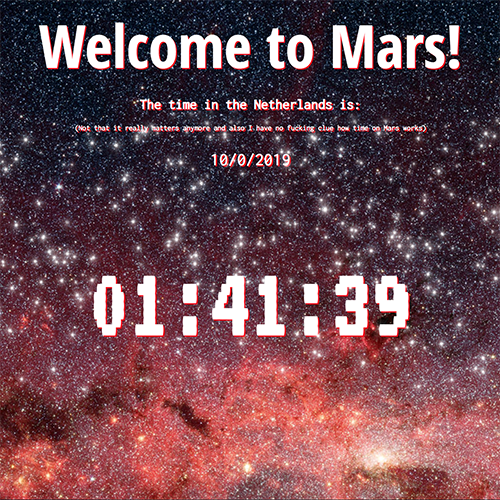 Welcome to Mars!
The time in the Netherlands is:
(Not that it really matters anymore and also I have no fucking clue how time on Mars works)
10/0/2019
01:41:39